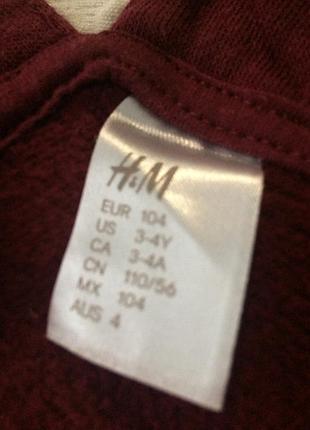 H&M
EUR 104
US 3-4Y
CA 3-4A
CN 110/56
MX 104
AUS 4